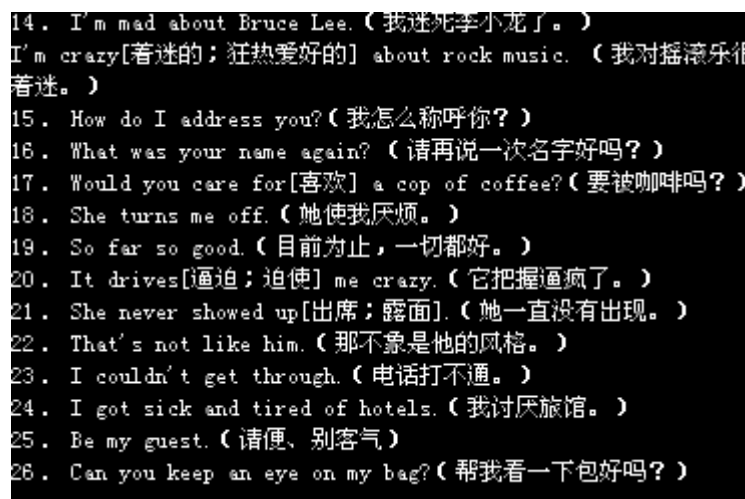 14. I'm mad about Bruce Lee.(我迷死李小龙了。)
I'm crazy[着迷的;狂热爱好的] about rock music. (我对摇滚乐很
着迷。)
15. How do I address you?(我怎么称呼你?)
16. What was your name again? (请再说一次名字好吗?)
17. Would you care for[喜欢] a cop of coffee?(要被咖啡吗?)
18. She turns me off.(她使我厌烦。)
19. So far so good.(目前为止,一切都好。)
20. It drives[逼迫;迫使] me crazy.(它把握逼疯了。)
21. She never showed up[出席;露面].(她一直没有出现。)
22. That's not like him.(那不象是他的风格。)
23. I couldn't get through.(电话打不通。)
24. I got sick and tired of hotels.(我讨厌旅馆。)
25. Be my guest.(请便、别客气)
26. Can you keep an eye on my bag?(帮我看一下包好吗?)